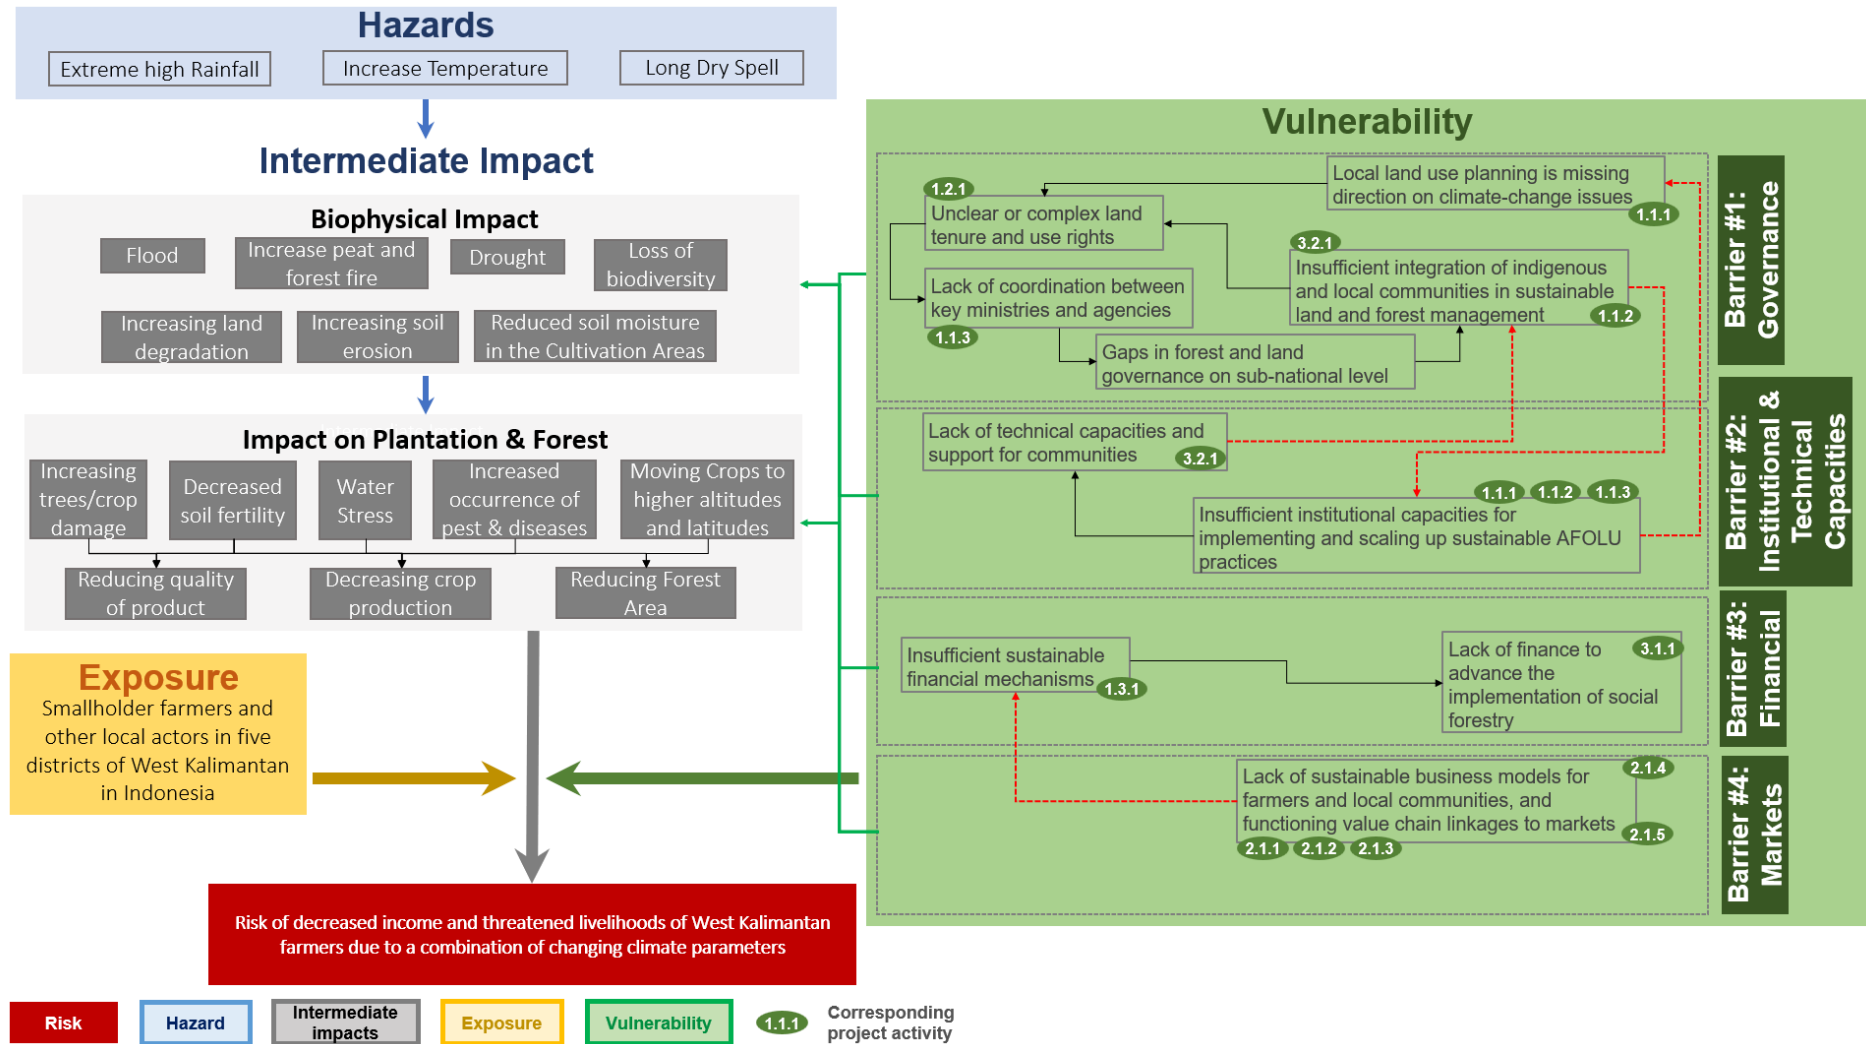 Hazards
Extreme high Rainfall
Increase Temperature
Long Dry Spell
Intermediate Impact
Biophysical Impact
Flood
Increase peat and
forest fire
Drought
Loss of
biodiversity
Increasing land
degradation
Increasing soil
erosion
Reduced soil moisture
in the Cultivation Areas
Impact on Plantation & Forest
Increasing
trees/crop
damage
Decreased
soil fertility
Water
Stress
Increased
occurrence of
pest & diseases
Moving Crops to
higher altitudes
and latitudes
Reducing quality
of product
Decreasing crop
production
Reducing Forest
Area
Exposure
Smallholder farmers and
other local actors in five
districts of West Kalimantan
in Indonesia
Risk of decreased income and threatened livelihoods of West Kalimantan
farmers due to a combination of changing climate parameters
Vulnerability
Barrier #1:
Governance
Local land use planning is missing
direction on climate-change issues
1.1.1
1.2.1
Unclear or complex land
tenure and use rights
3.2.1
Insufficient integration of indigenous
and local communities in sustainable
land and forest management
1.1.2
Lack of coordination between
key ministries and agencies
1.1.3
Gaps in forest and land
governance on sub-national level
Barrier #2:
Institutional &
Technical
Capacities
Lack of technical capacities and
support for communities
3.2.1
1.1.1
1.1.2
1.1.3
Insufficient institutional capacities for
implementing and scaling up sustainable AFOLU
practices
Barrier #3:
Financial
Insufficient sustainable
financial mechanisms
1.3.1
Lack of finance to
advance the
implementation of social
forestry
3.1.1
Barrier #4:
Markets
Lack of sustainable business models for
farmers and local communities, and
functioning value chain linkages to markets
2.1.4
2.1.5
2.1.1
2.1.2
2.1.3
Risk
Hazard
Intermediate
impacts
Exposure
Vulnerability
1.1.1
Corresponding
project activity